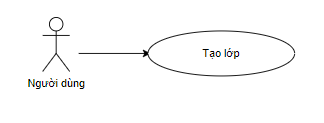 Tạo lớp
Người dùng